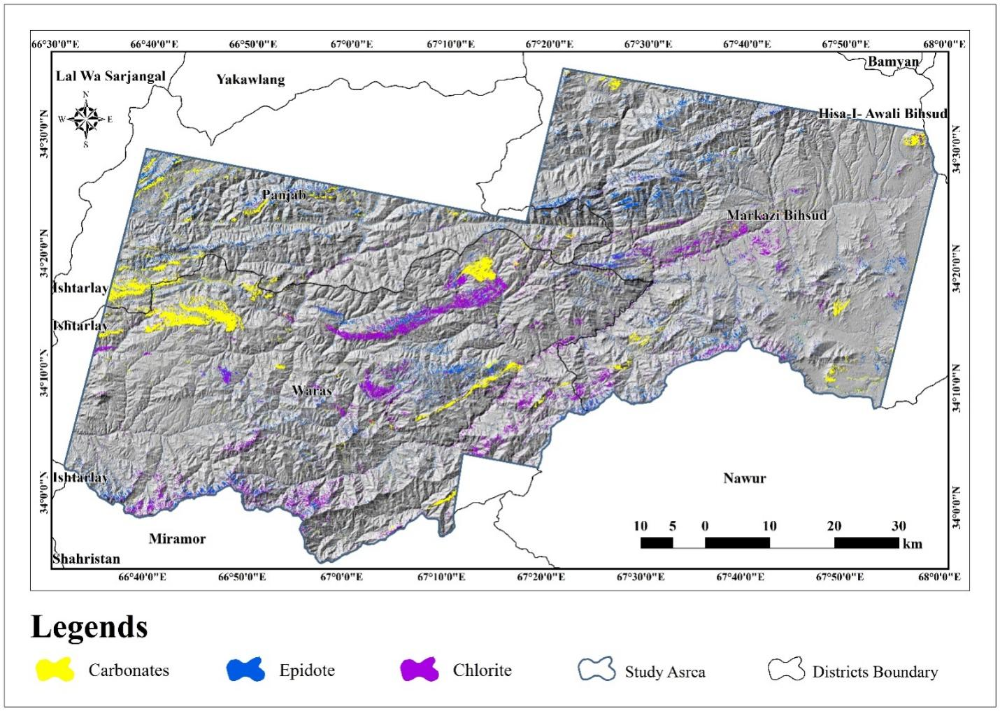 66°30'0"E 66°40'0"E 66°50'0"E 67°0'0"E 67°10'0"E 67°20'0"E 67°30'0"E 67°40'0"E 67°50'0"E 68°0'0"E
Bamyan
Lal Wa Sarjangal
Yakawlang
N
W E
S
Hisa-I- Awali Bihsud
34°30'0"N
34°30'0"N
Panjab
Markazi Bihsud
34°20'0"N
34°20'0"N
Ishtarlay
Ishtarlay
34°10'0"N
34°10'0"N
Waras
Ishtarlay
Nawur
34°0'0"N
34°0'0"N
10 5 0 10 20 30
km
Miramor
Shahristan
66°40'0"E 66°50'0"E 67°0'0"E 67°10'0"E 67°20'0"E 67°30'0"E 67°40'0"E 67°50'0"E 68°0'0"E
Legends
Carbonates
Epidote
Chlorite
Study Asrca
Districts Boundary